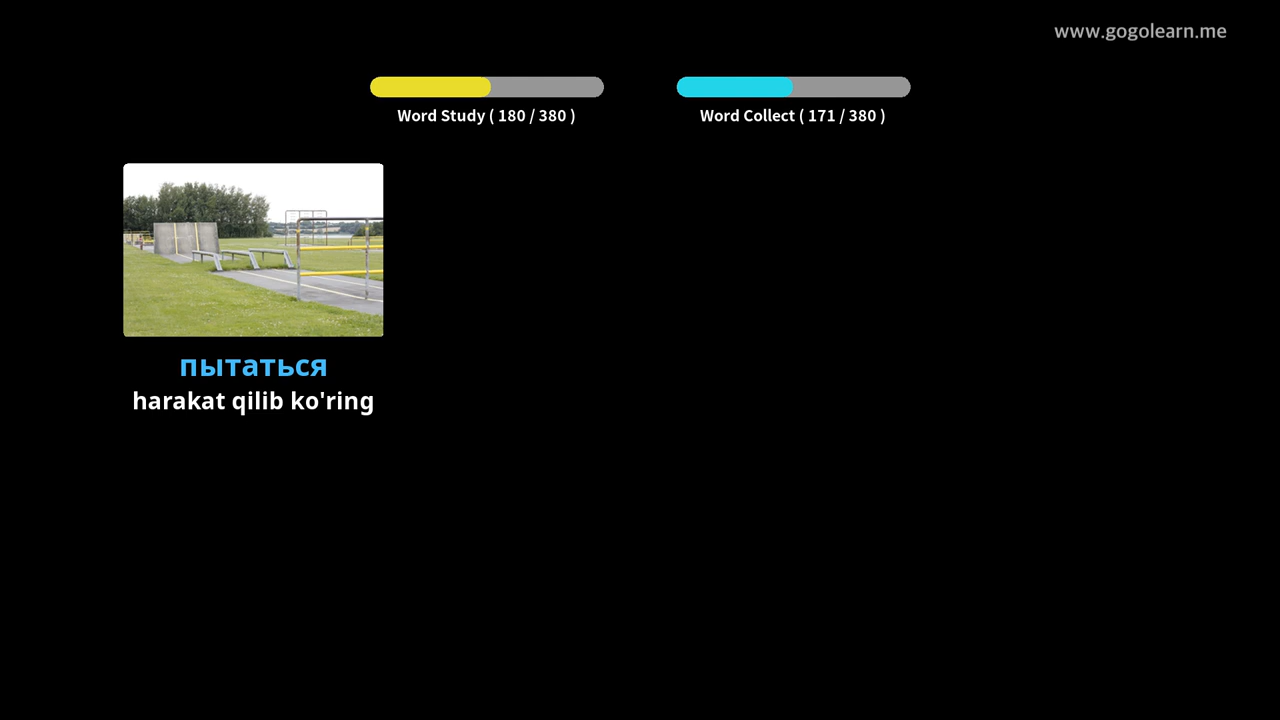 www.gogolearn.me
Word Study ( 180 / 380 )
Word Collect ( 171 / 380 )
пытаться
harakat qilib ko'ring